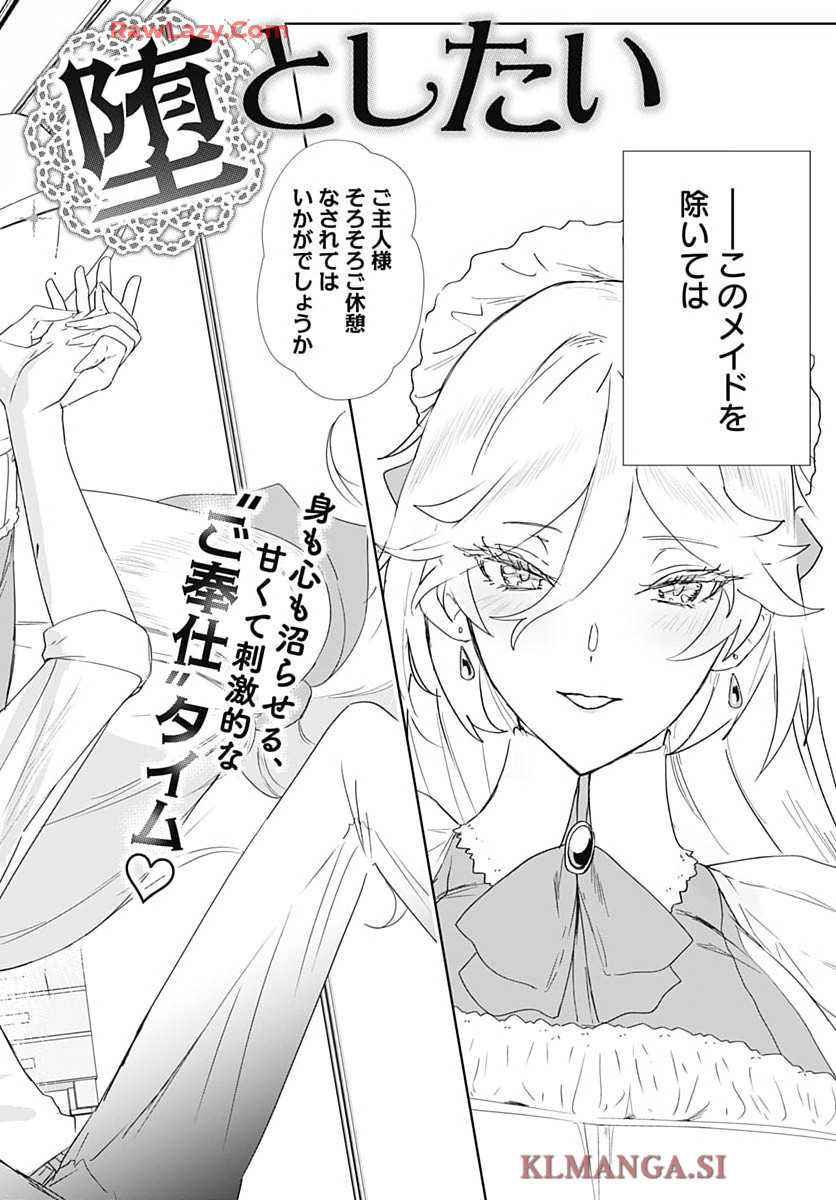 RawLazy.Com
堕としたい
――このメイドを
除いては
ご主人様
そろそろご休憩
なされては
いかがでしょうか
身も心も沼らせる、
甘くて刺激的な
“ご奉仕”タイム♡
KLMANGA.SI